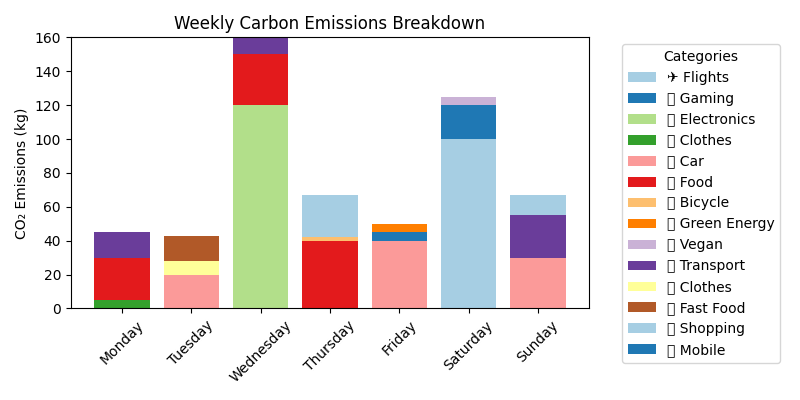 Weekly Carbon Emissions Breakdown
CO₂ Emissions (kg)
160
140
120
100
80
60
40
20
0
Monday
Tuesday
Wednesday
Thursday
Friday
Saturday
Sunday
Categories
✈ Flights
▯ Gaming
▯ Electronics
▯ Clothes
▯ Car
▯ Food
▯ Bicycle
▯ Green Energy
▯ Vegan
▯ Transport
▯ Clothes
▯ Fast Food
▯ Shopping
▯ Mobile